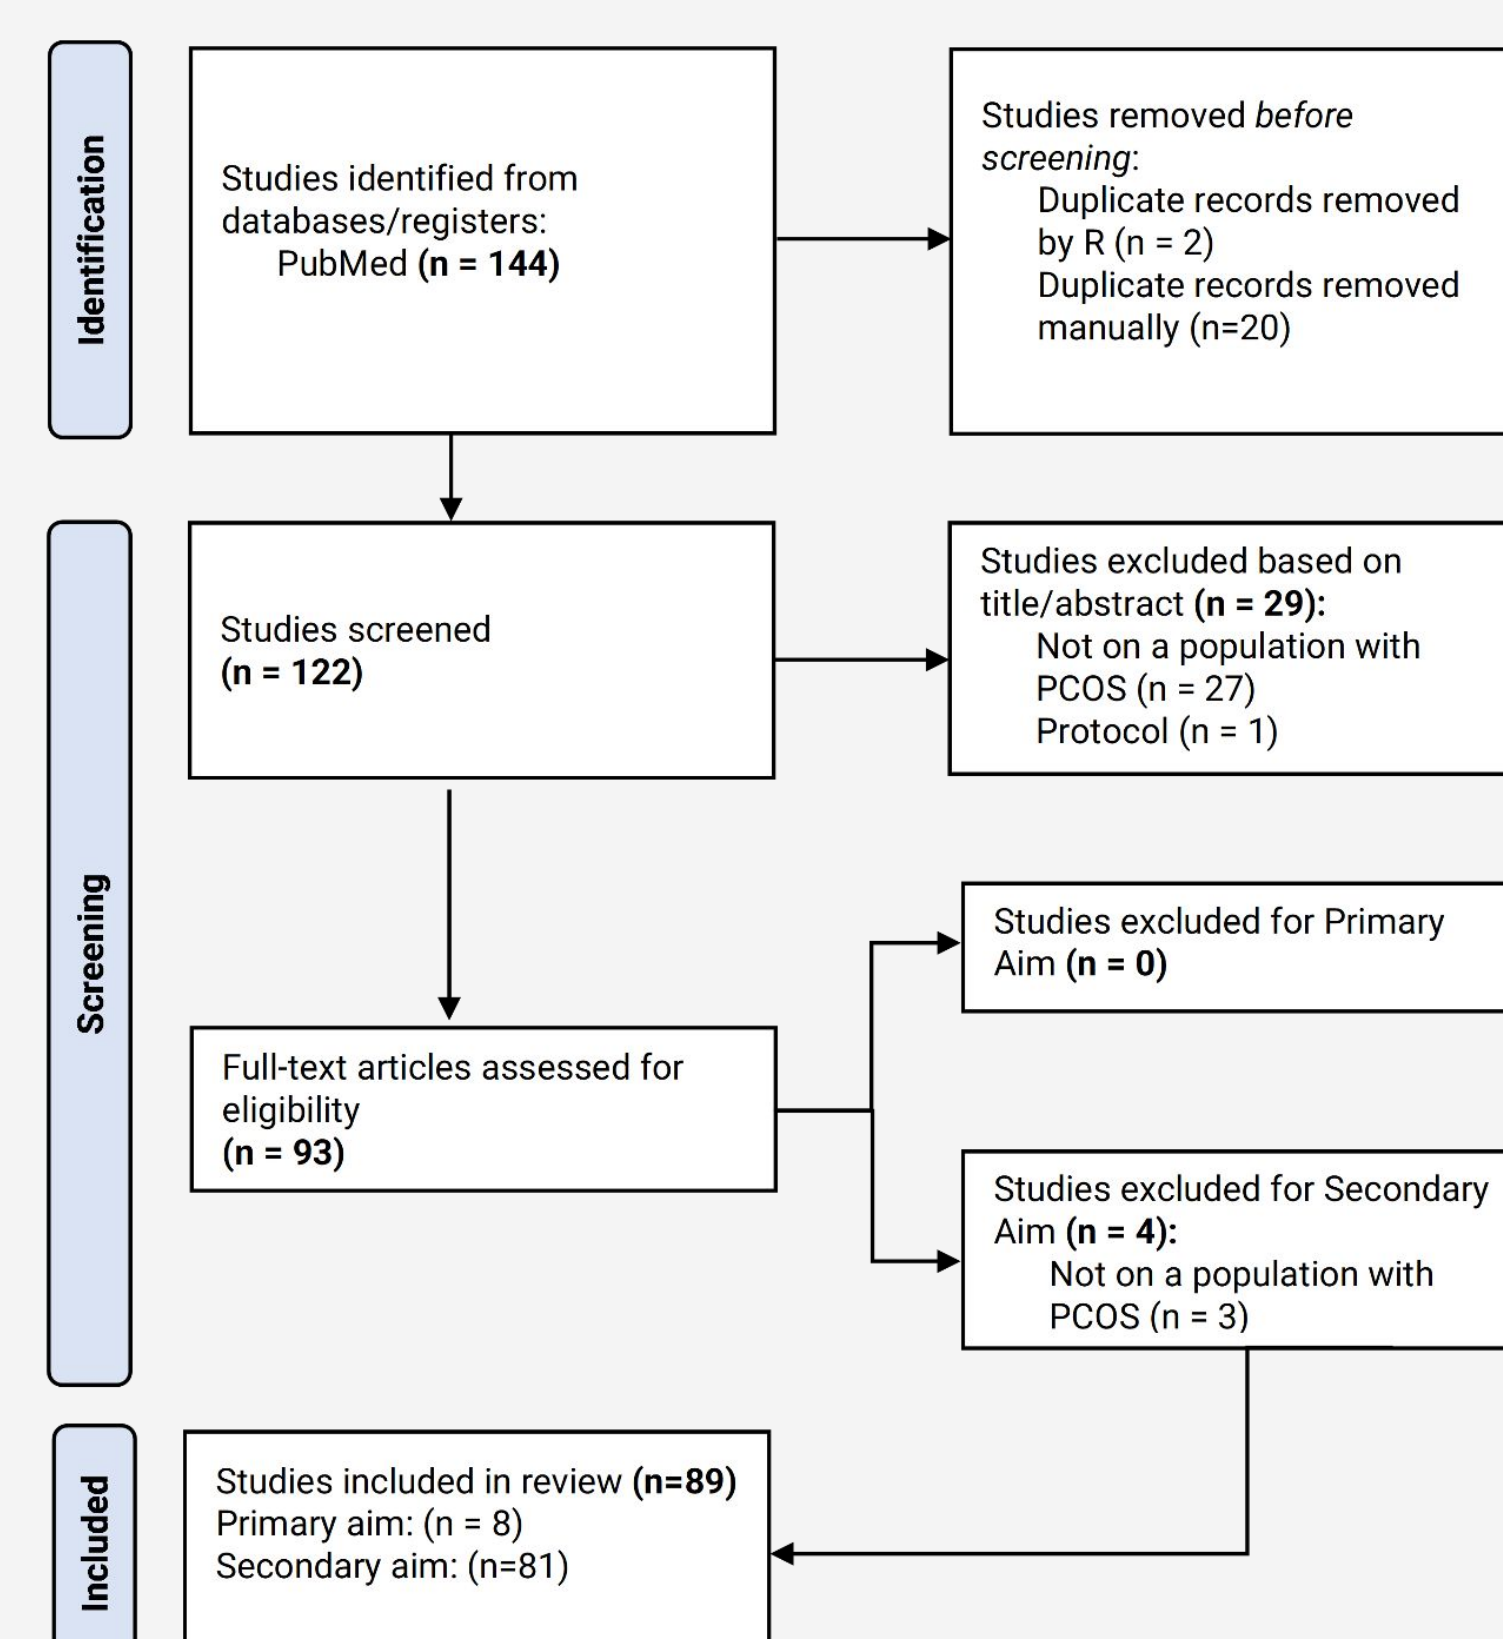 Identification
Studies identified from
databases/registers:
PubMed (n = 144)
Studies removed before
screening:
Duplicate records removed
by R (n = 2)
Duplicate records removed
manually (n=20)
Screening
Studies screened
(n = 122)
Studies excluded based on
title/abstract (n = 29):
Not on a population with
PCOS (n = 27)
Protocol (n = 1)
Full-text articles assessed for
eligibility
(n = 93)
Studies excluded for Primary
Aim (n = 0)
Studies excluded for Secondary
Aim (n = 4):
Not on a population with
PCOS (n = 3)
Included
Studies included in review (n=89)
Primary aim: (n = 8)
Secondary aim: (n=81)